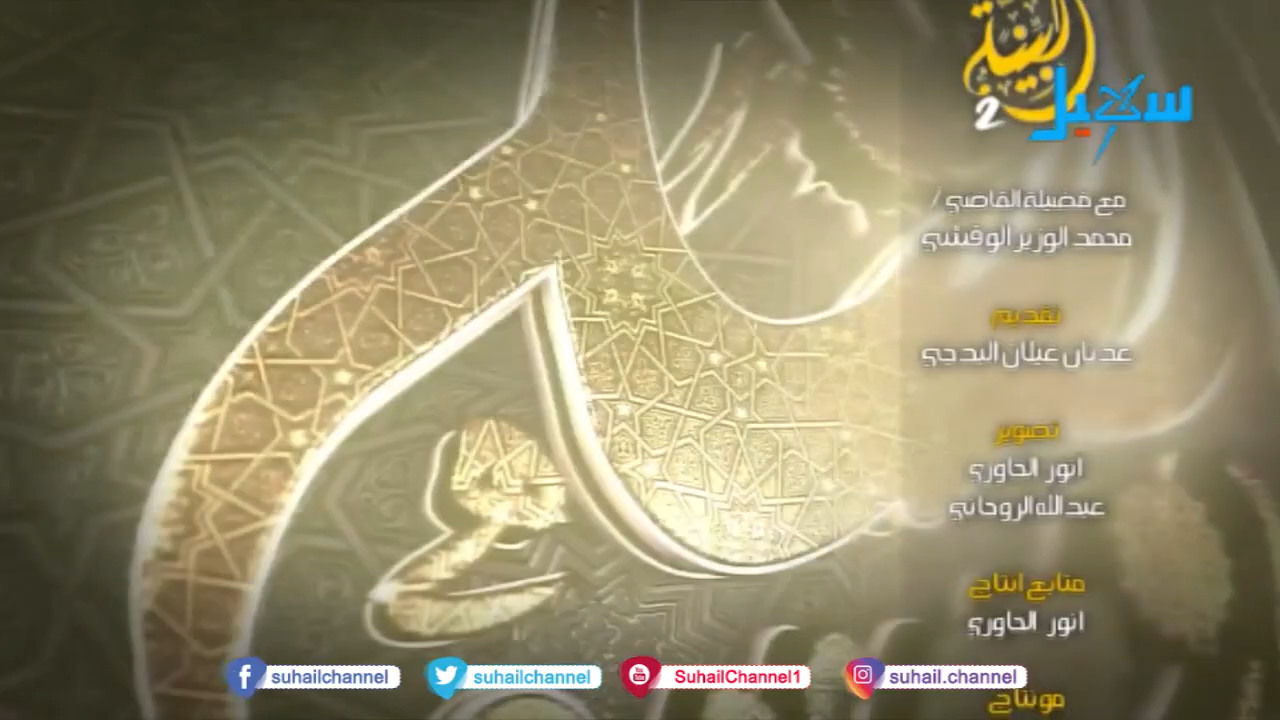 البينة
2
سهيل
مع فضيلة القاضي /
محمد الوزير الوقشي
تقديم
عدنان عيلان البدجي
تصوير
انور الحاوري
عبدالله الروحاني
متابع انتاج
انور الحاوري
مونتاج
suhailchannel
suhailchannel
SuhailChannel1
suhail.channel